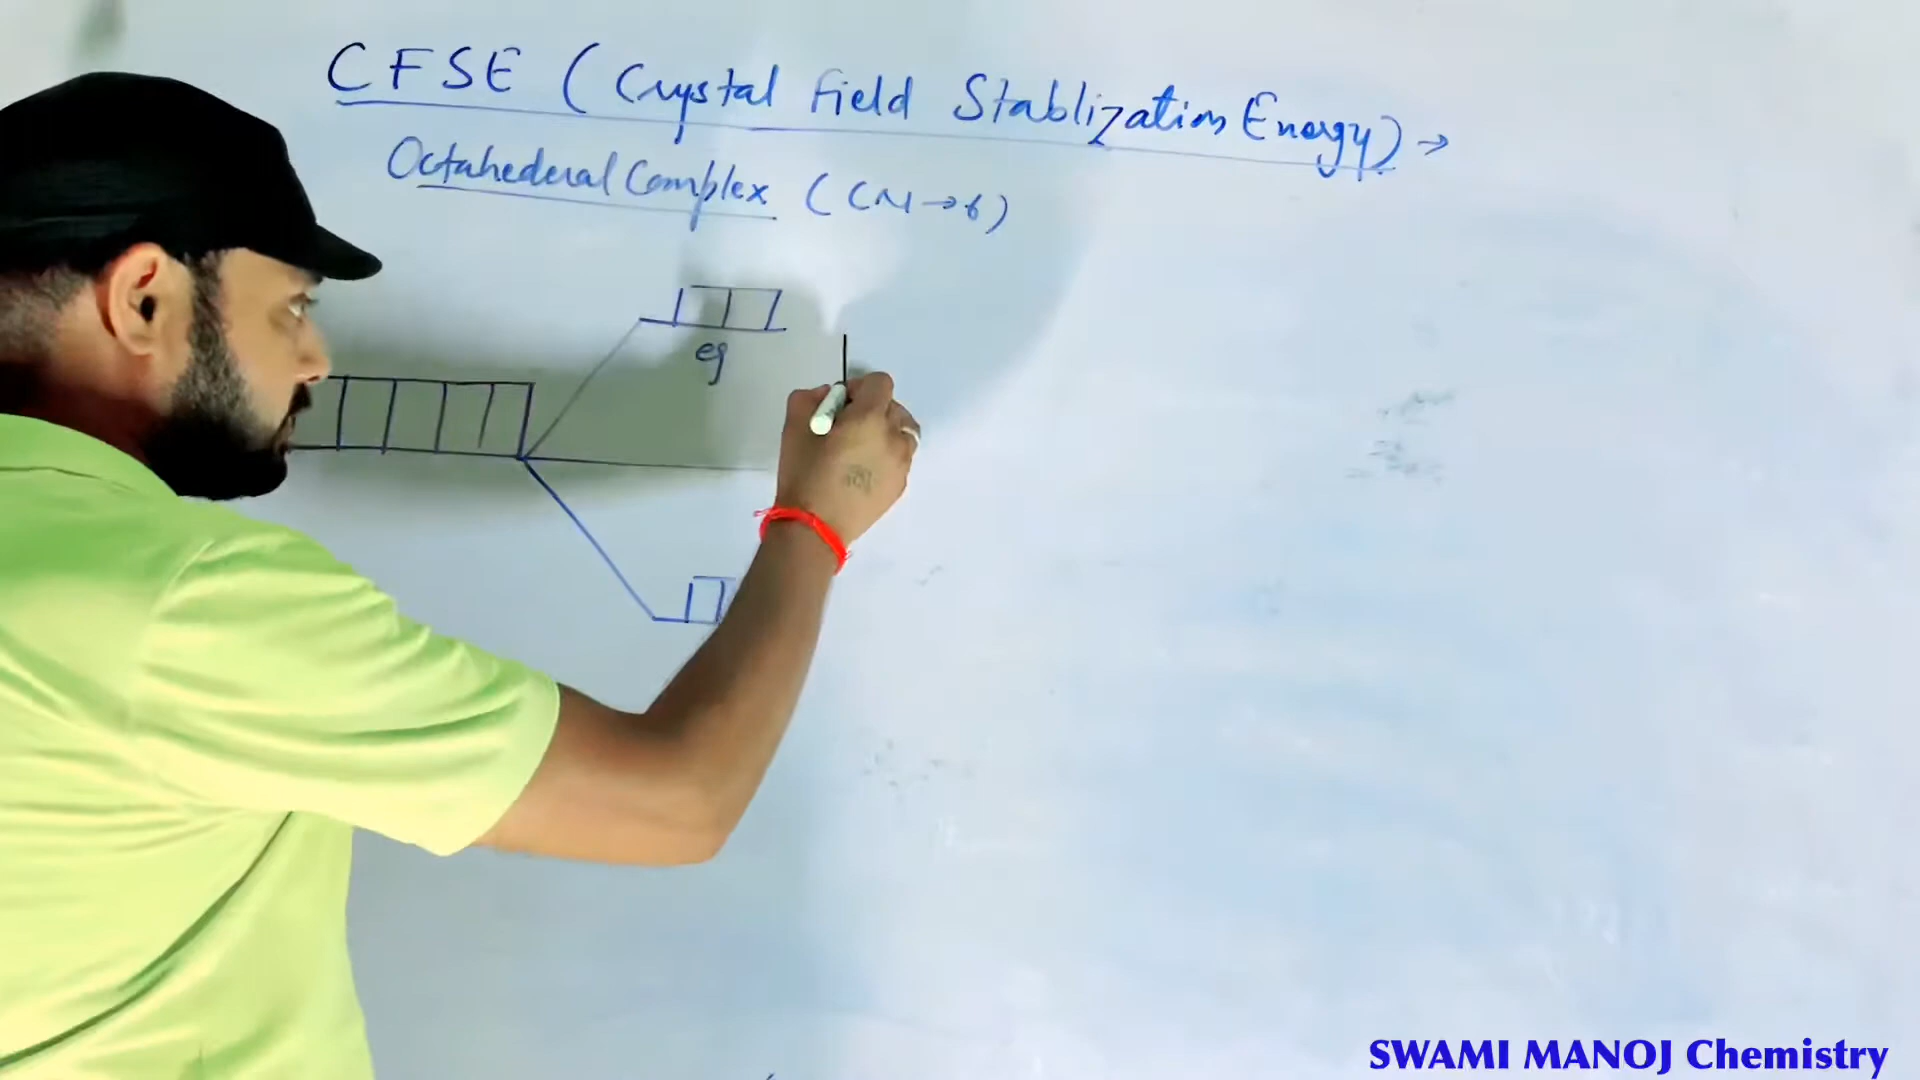 CFSE (Crystal Field Stablization Energy) →
Octahederal Complex (CN → 6)
eg
SWAMI MANOJ Chemistry